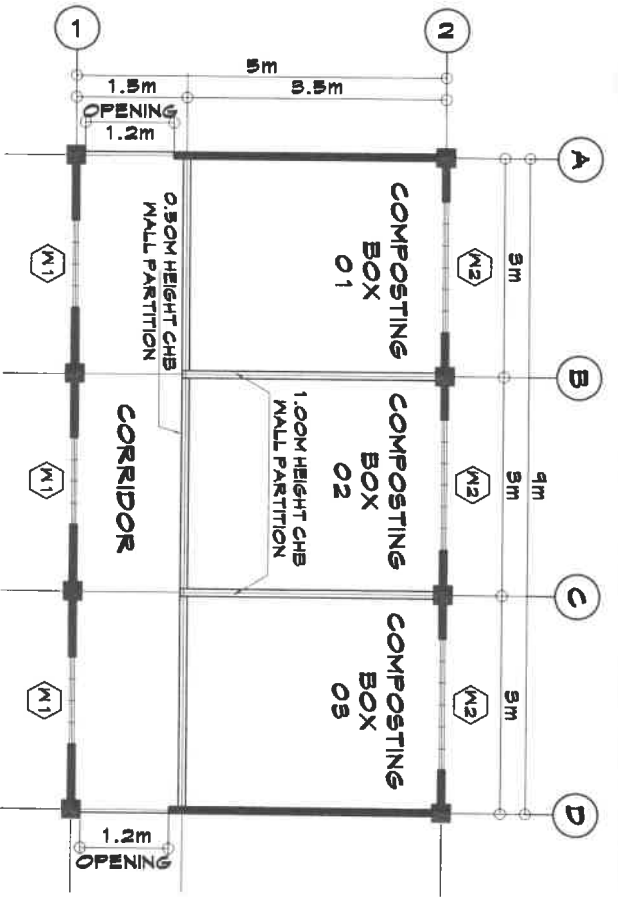 1
2
5m
1.5m
3.5m
OPENING
1.2m
A
B
C
D
3m
3m
3m
9m
W2
W2
W2
COMPOSTING
BOX
01
COMPOSTING
BOX
02
COMPOSTING
BOX
03
0.50M HEIGHT CHB
WALL PARTITION
1.00M HEIGHT CHB
WALL PARTITION
CORRIDOR
W1
W1
W1
1.2m
OPENING